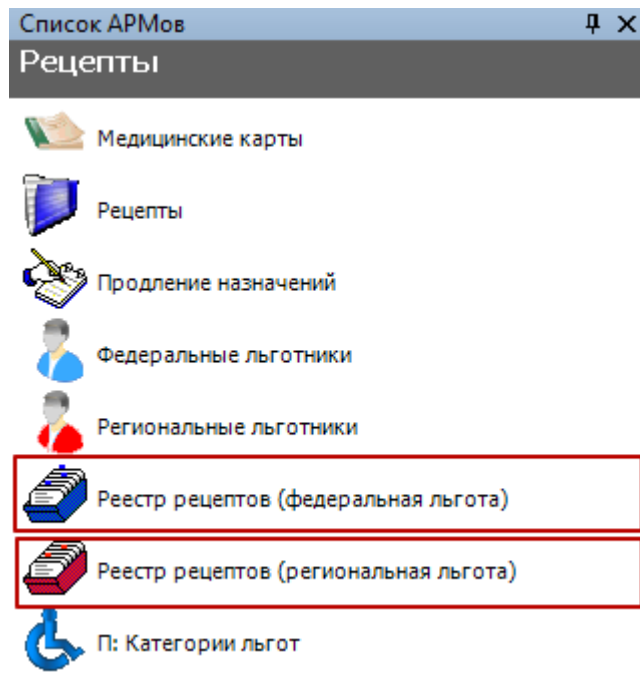 Список АРМов
Рецепты
Медицинские карты
Рецепты
Продление назначений
Федеральные льготники
Региональные льготники
Реестр рецептов (федеральная льгота)
Реестр рецептов (региональная льгота)
П: Категории льгот